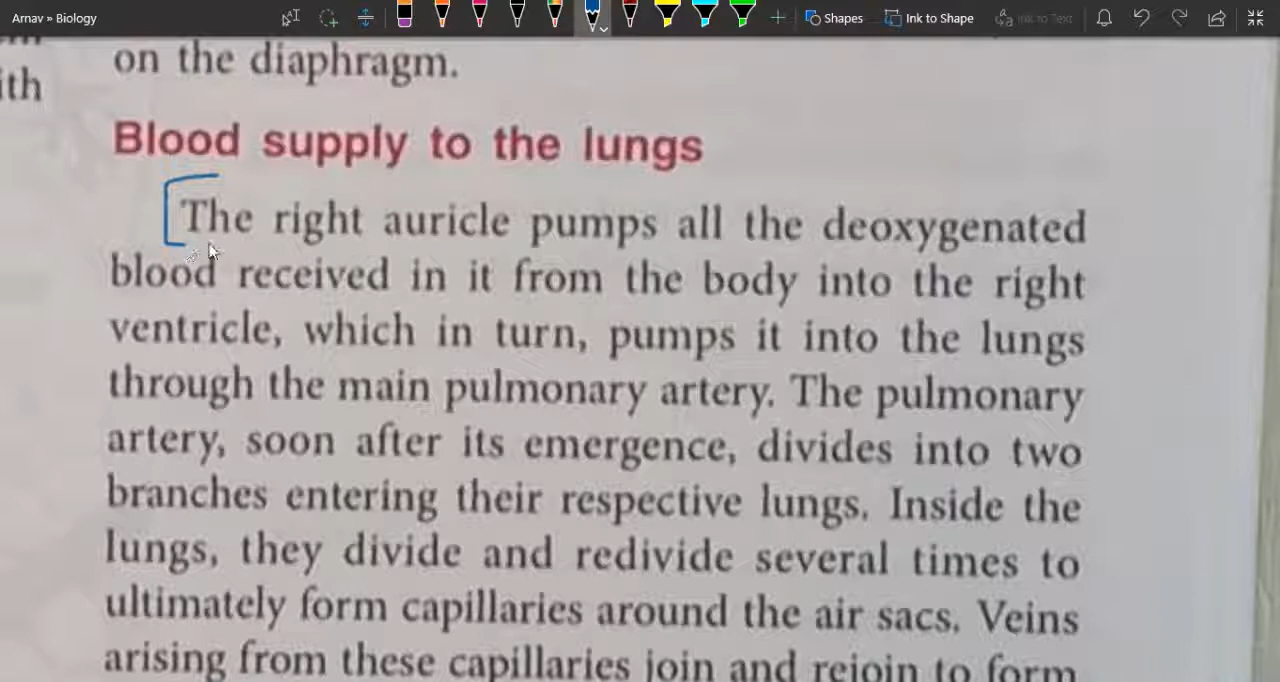 Arnav » Biology
Shapes
Ink to Shape
Ink to Text
ith
on the diaphragm.
Blood supply to the lungs
The right auricle pumps all the deoxygenated
blood received in it from the body into the right
ventricle, which in turn, pumps it into the lungs
through the main pulmonary artery. The pulmonary
artery, soon after its emergence, divides into two
branches entering their respective lungs. Inside the
lungs, they divide and redivide several times to
ultimately form capillaries around the air sacs. Veins
arising from these capillaries join and rejoin to form